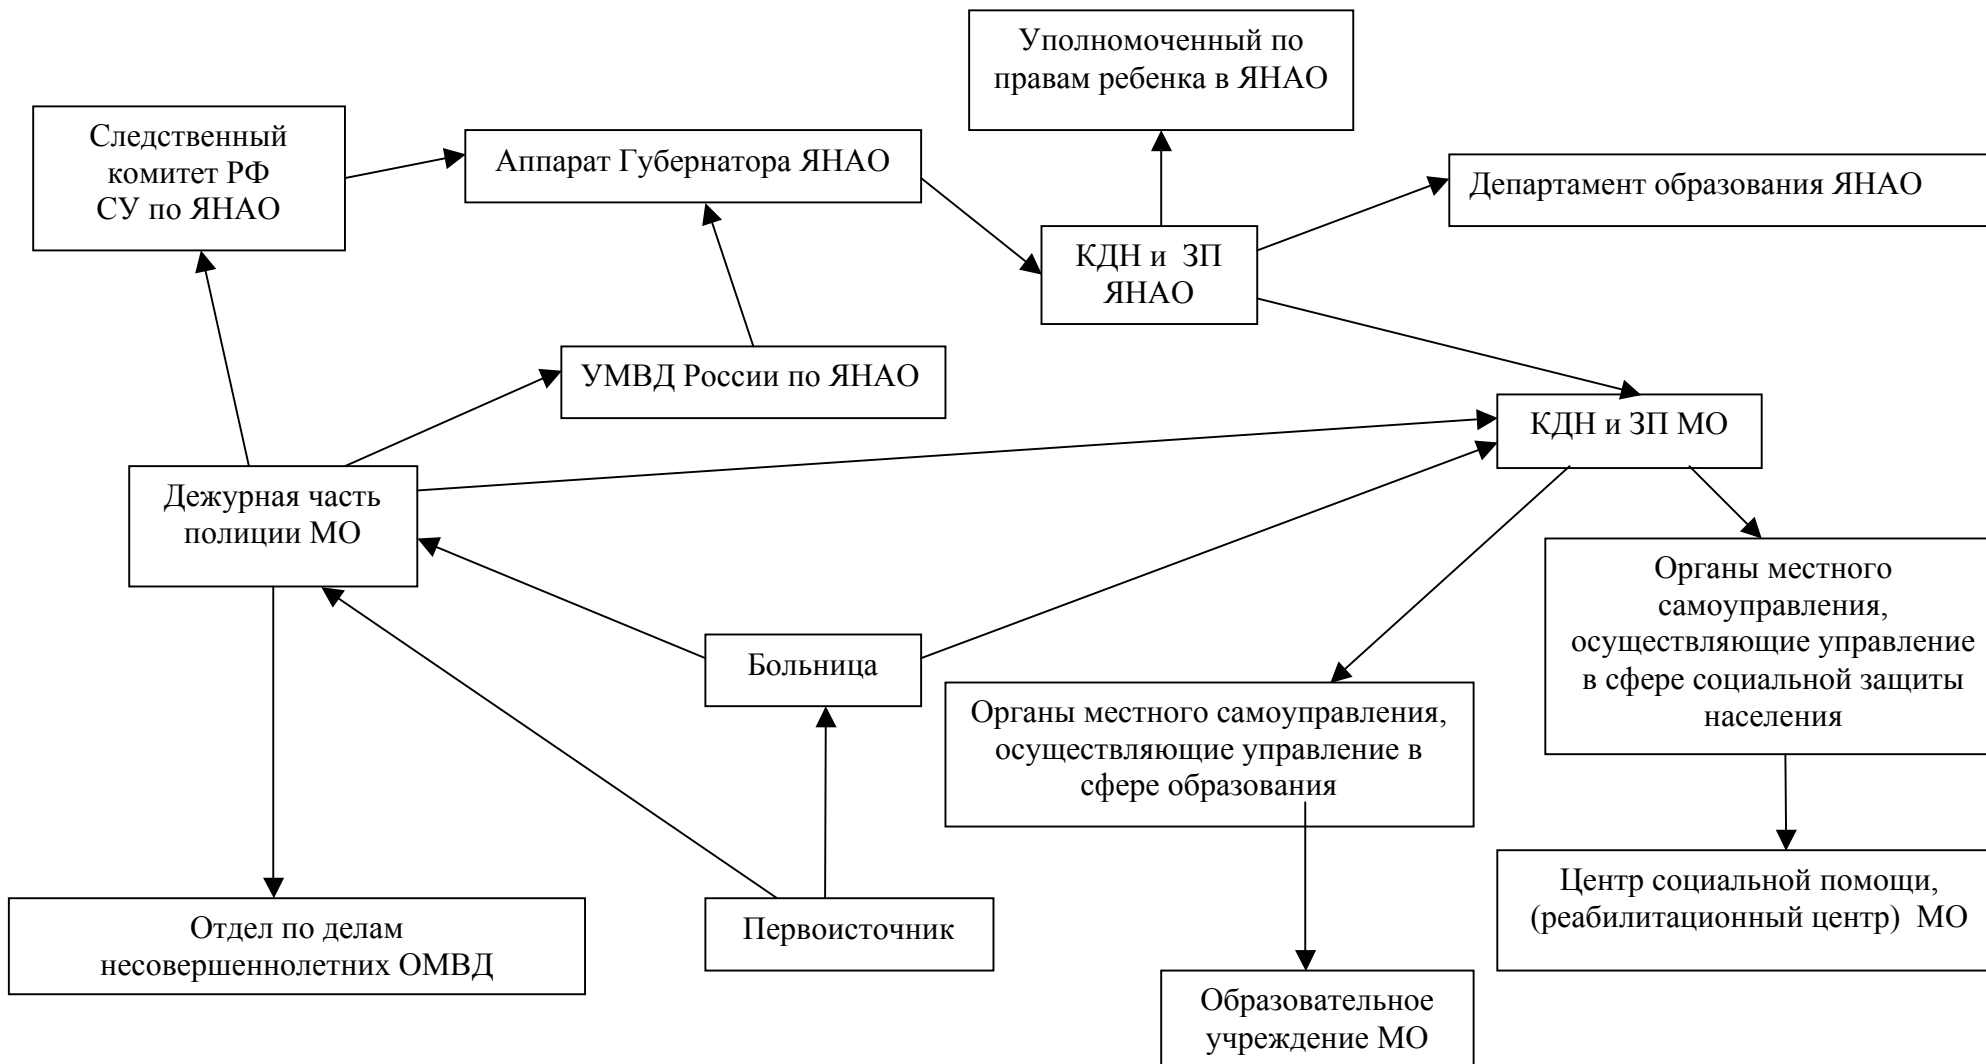 Уполномоченный по
правам ребенка в ЯНАО
Следственный
комитет РФ
СУ по ЯНАО
Аппарат Губернатора ЯНАО
Департамент образования ЯНАО
КДН и  ЗП
ЯНАО
УМВД России по ЯНАО
КДН и ЗП МО
Дежурная часть
полиции МО
Органы местного
самоуправления,
осуществляющие управление
в сфере социальной защиты
населения
Больница
Органы местного самоуправления,
осуществляющие управление в
сфере образования
Центр социальной помощи,
(реабилитационный центр)  МО
Отдел по делам
несовершеннолетних ОМВД
Первоисточник
Образовательное
учреждение МО